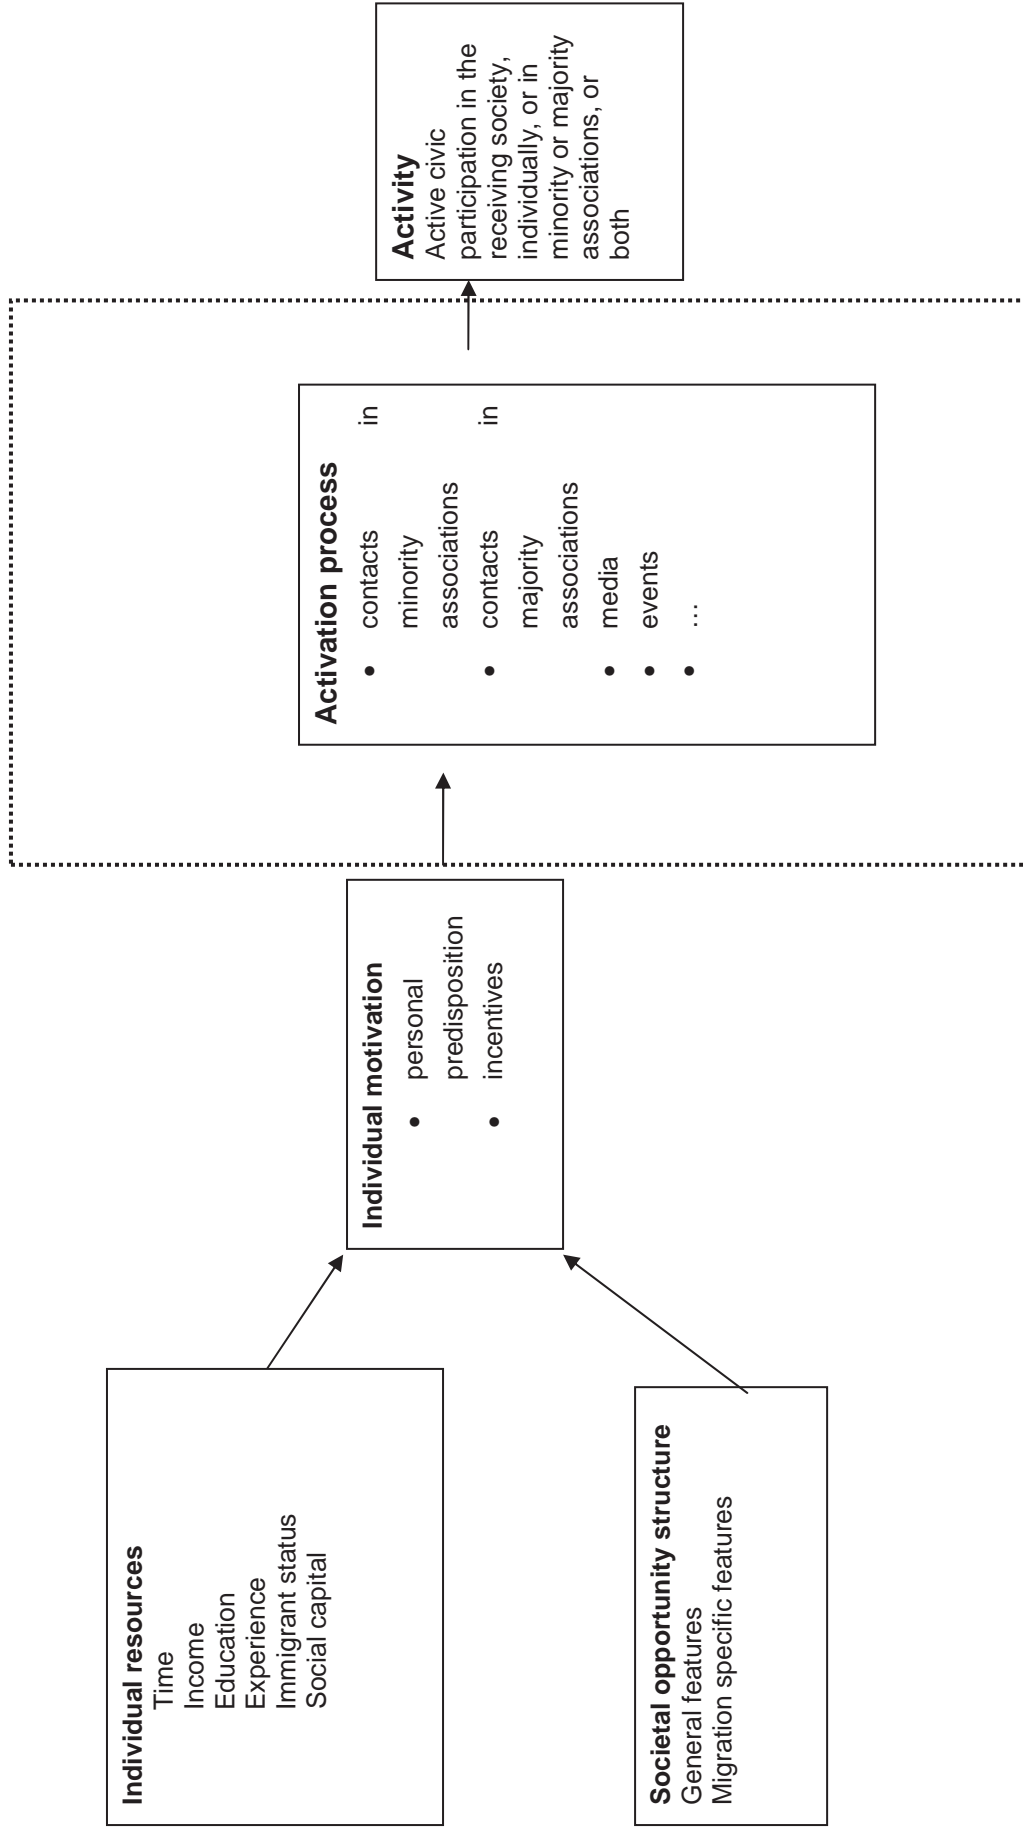 Individual resources
Time
Income
Education
Experience
Immigrant status
Social capital
Societal opportunity structure
General features
Migration specific features
Individual motivation
• personal
predisposition
• incentives
Activation process
• contacts in
minority
associations
• contacts in
majority
associations
• media
• events
• …
Activity
Active civic
participation in the
receiving society,
individually, or in
minority or majority
associations, or
both